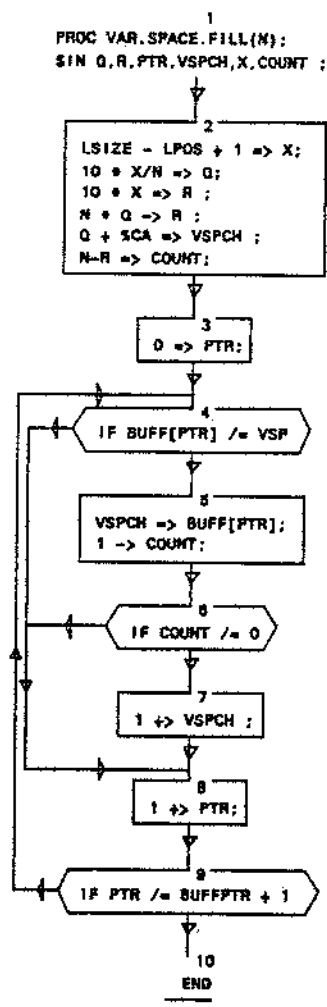 1
PROC VAR.SPACE.FILL(N);
$IN Q,R,PTR,VSPCH,X,COUNT ;
2
LSIZE - LPOS + 1 => X;
10 * X/N => Q;
10 * X => R ;
N * Q -> R ;
Q + %CA => VSPCH ;
N-R => COUNT;
3
0 => PTR;
4
IF BUFF[PTR] /= VSP
5
VSPCH => BUFF[PTR];
1 -> COUNT;
6
IF COUNT /= 0
7
1 +> VSPCH ;
8
1 +> PTR;
9
IF PTR /= BUFFPTR + 1
10
END